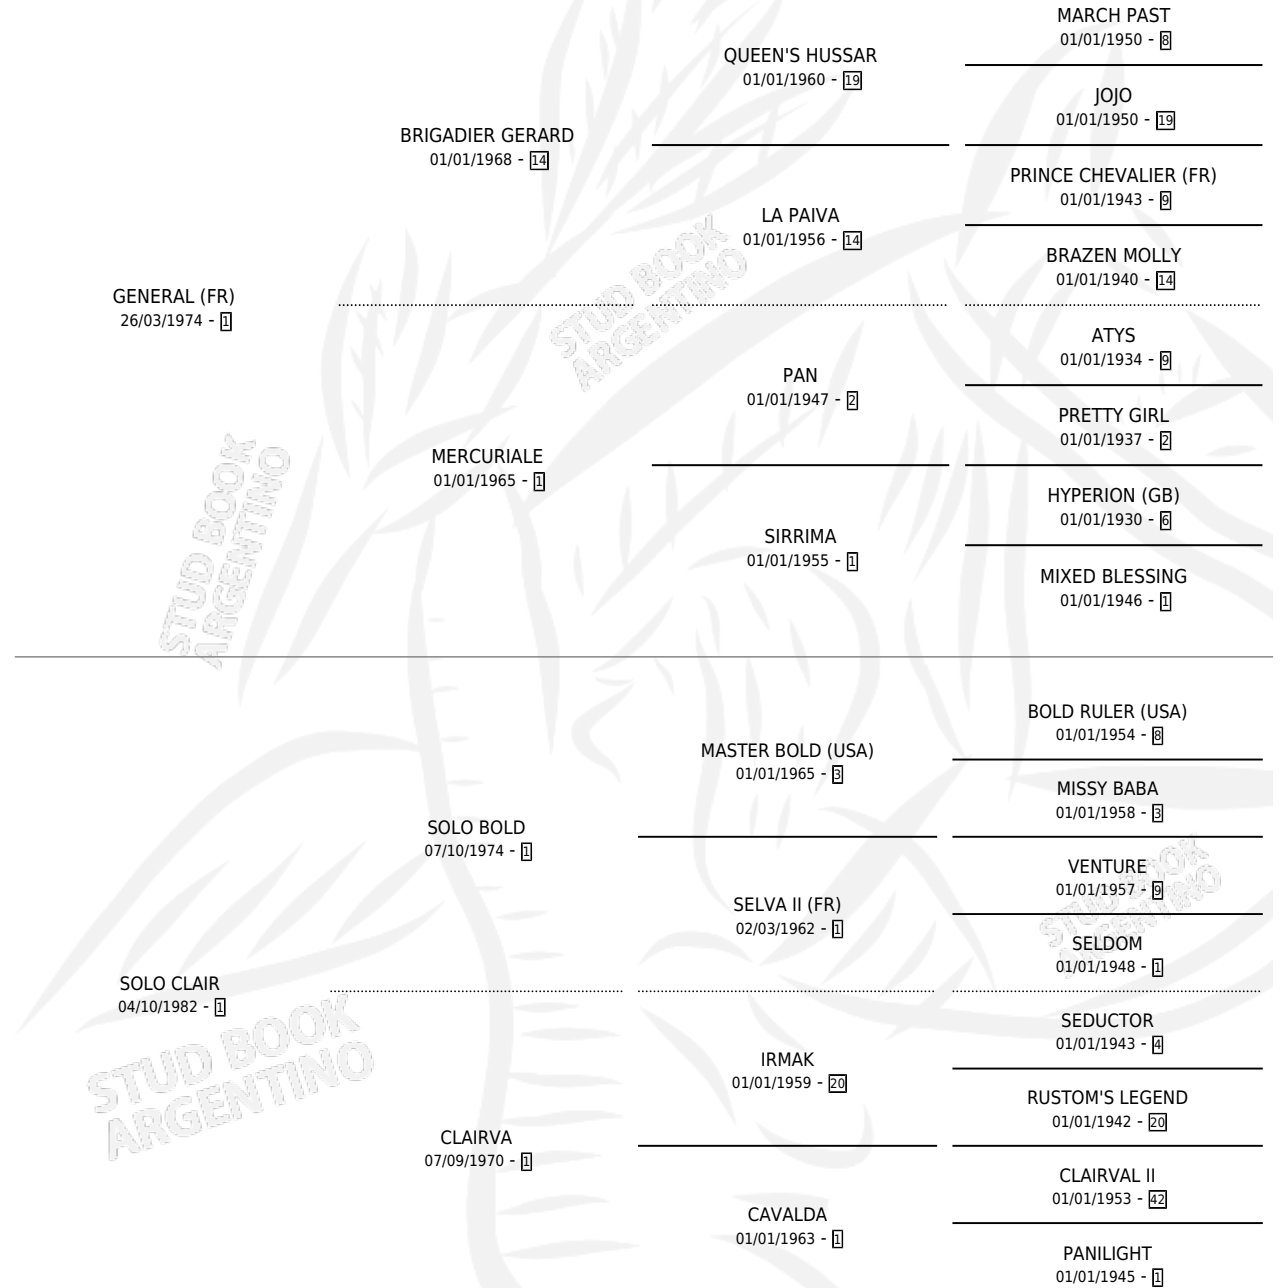 MARCH PAST
01/01/1950 - 8
QUEEN'S HUSSAR
01/01/1960 - 19
JOJO
01/01/1950 - 19
BRIGADIER GERARD
01/01/1968 - 14
PRINCE CHEVALIER (FR)
01/01/1943 - 9
LA PAIVA
01/01/1956 - 14
BRAZEN MOLLY
01/01/1940 - 14
GENERAL (FR)
26/03/1974 - 1
STUD BOOK
ARGENTINO
ATYS
01/01/1934 - 9
PAN
01/01/1947 - 2
PRETTY GIRL
01/01/1937 - 2
MERCURIALE
01/01/1965 - 1
HYPERION (GB)
01/01/1930 - 6
SIRRIMA
01/01/1955 - 1
MIXED BLESSING
01/01/1946 - 1
STUD BOOK
ARGENTINO
BOLD RULER (USA)
01/01/1954 - 8
MASTER BOLD (USA)
01/01/1965 - 3
MISSY BABA
01/01/1958 - 3
SOLO BOLD
07/10/1974 - 1
VENTURE
01/01/1957 - 9
SELVA II (FR)
02/03/1962 - 1
SELDOM
01/01/1948 - 1
STUD BOOK
ARGENTINO
SOLO CLAIR
04/10/1982 - 1
SEDUCTOR
01/01/1943 - 4
IRMAK
01/01/1959 - 20
RUSTOM'S LEGEND
01/01/1942 - 20
STUD BOOK
ARGENTINO
CLAIRVA
07/09/1970 - 1
CLAIRVAL II
01/01/1953 - 42
CAVALDA
01/01/1963 - 1
PANILIGHT
01/01/1945 - 1